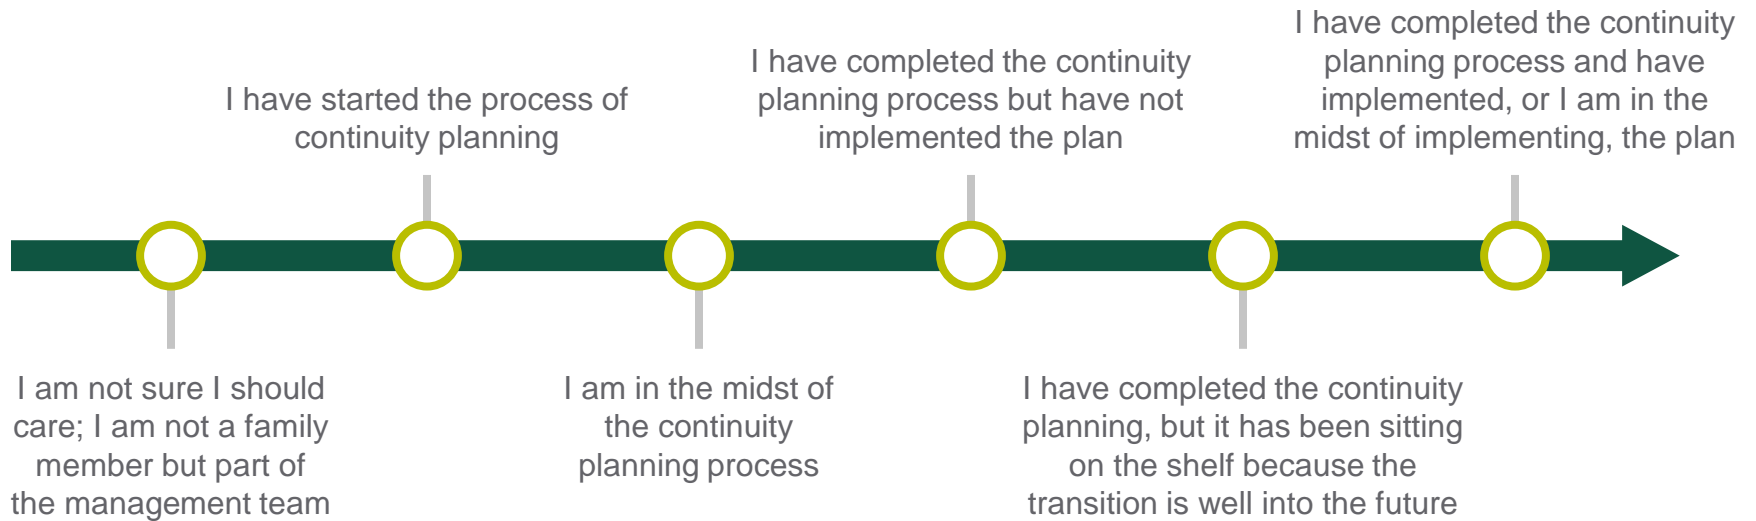 I am not sure I should
care; I am not a family
member but part of
the management team
I have started the process of
continuity planning
I am in the midst of
the continuity
planning process
I have completed the continuity
planning process but have not
implemented the plan
I have completed the continuity
planning, but it has been sitting
on the shelf because the
transition is well into the future
I have completed the continuity
planning process and have
implemented, or I am in the
midst of implementing, the plan